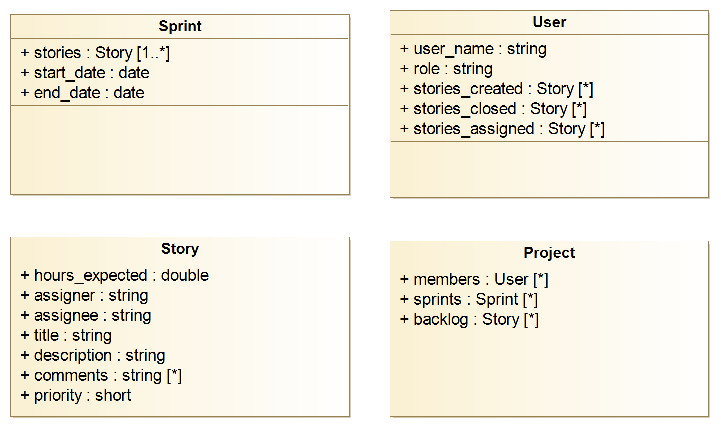 Sprint
+ stories : Story [1..*]
+ start_date : date
+ end_date : date
User
+ user_name : string
+ role : string
+ stories_created : Story [*]
+ stories_closed : Story [*]
+ stories_assigned : Story [*]
Story
+ hours_expected : double
+ assigner : string
+ assignee : string
+ title : string
+ description : string
+ comments : string [*]
+ priority : short
Project
+ members : User [*]
+ sprints : Sprint [*]
+ backlog : Story [*]